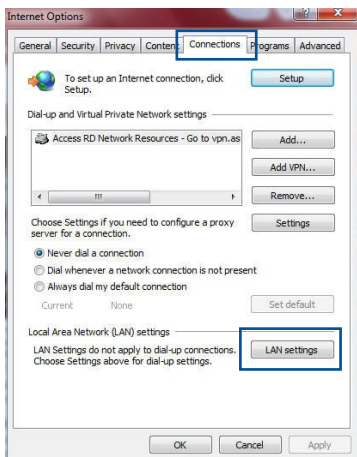 Internet Options
General Security Privacy Content Connections Programs Advanced
To set up an Internet connection, click
Setup.
Setup
Dial-up and Virtual Private Network settings
Access RD Network Resources - Go to vpn.as
Add...
Add VPN...
Remove...
Choose Settings if you need to configure a proxy
server for a connection.
Settings
Never dial a connection
Dial whenever a network connection is not present
Always dial my default connection
Current None
Set default
Local Area Network (LAN) settings
LAN Settings do not apply to dial-up connections.
Choose Settings above for dial-up settings.
LAN settings
OK Cancel Apply